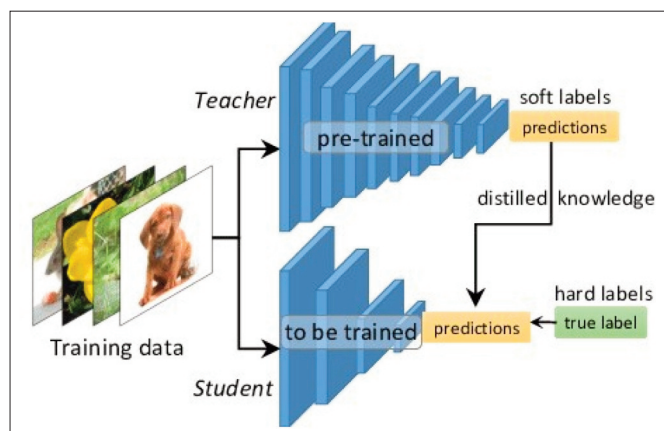 Teacher
soft labels
pre-trained
predictions
distilled knowledge
hard labels
to be trained
predictions
true label
Training data
Student